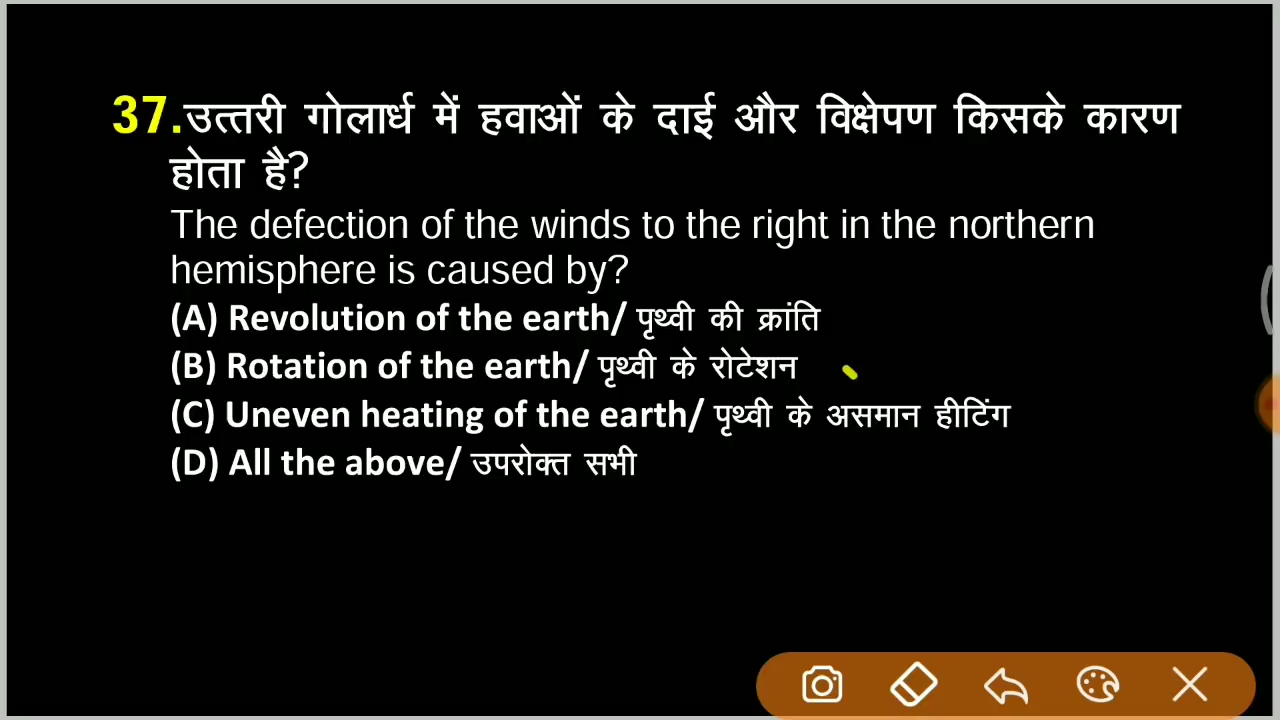 37.उत्तरी गोलार्ध में हवाओं के दाई और विक्षेपण किसके कारण
होता है?
The defection of the winds to the right in the northern
hemisphere is caused by?
(A) Revolution of the earth/ पृथ्वी की क्रांति
(B) Rotation of the earth/ पृथ्वी के रोटेशन
(C) Uneven heating of the earth/ पृथ्वी के असमान हीटिंग
(D) All the above/ उपरोक्त सभी